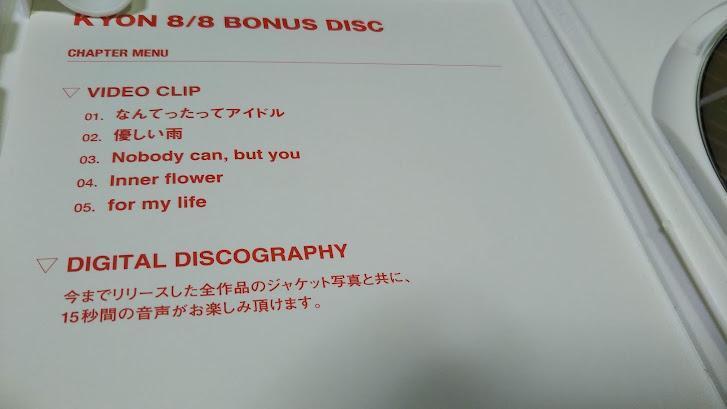 KYON 8/8 BONUS DISC
CHAPTER MENU
▽ VIDEO CLIP
01. なんてったってアイドル
02. 優しい雨
03. Nobody can, but you
04. Inner flower
05. for my life
▽ DIGITAL DISCOGRAPHY
今までリリースした全作品のジャケット写真と共に、
15秒間の音声がお楽しみ頂けます。